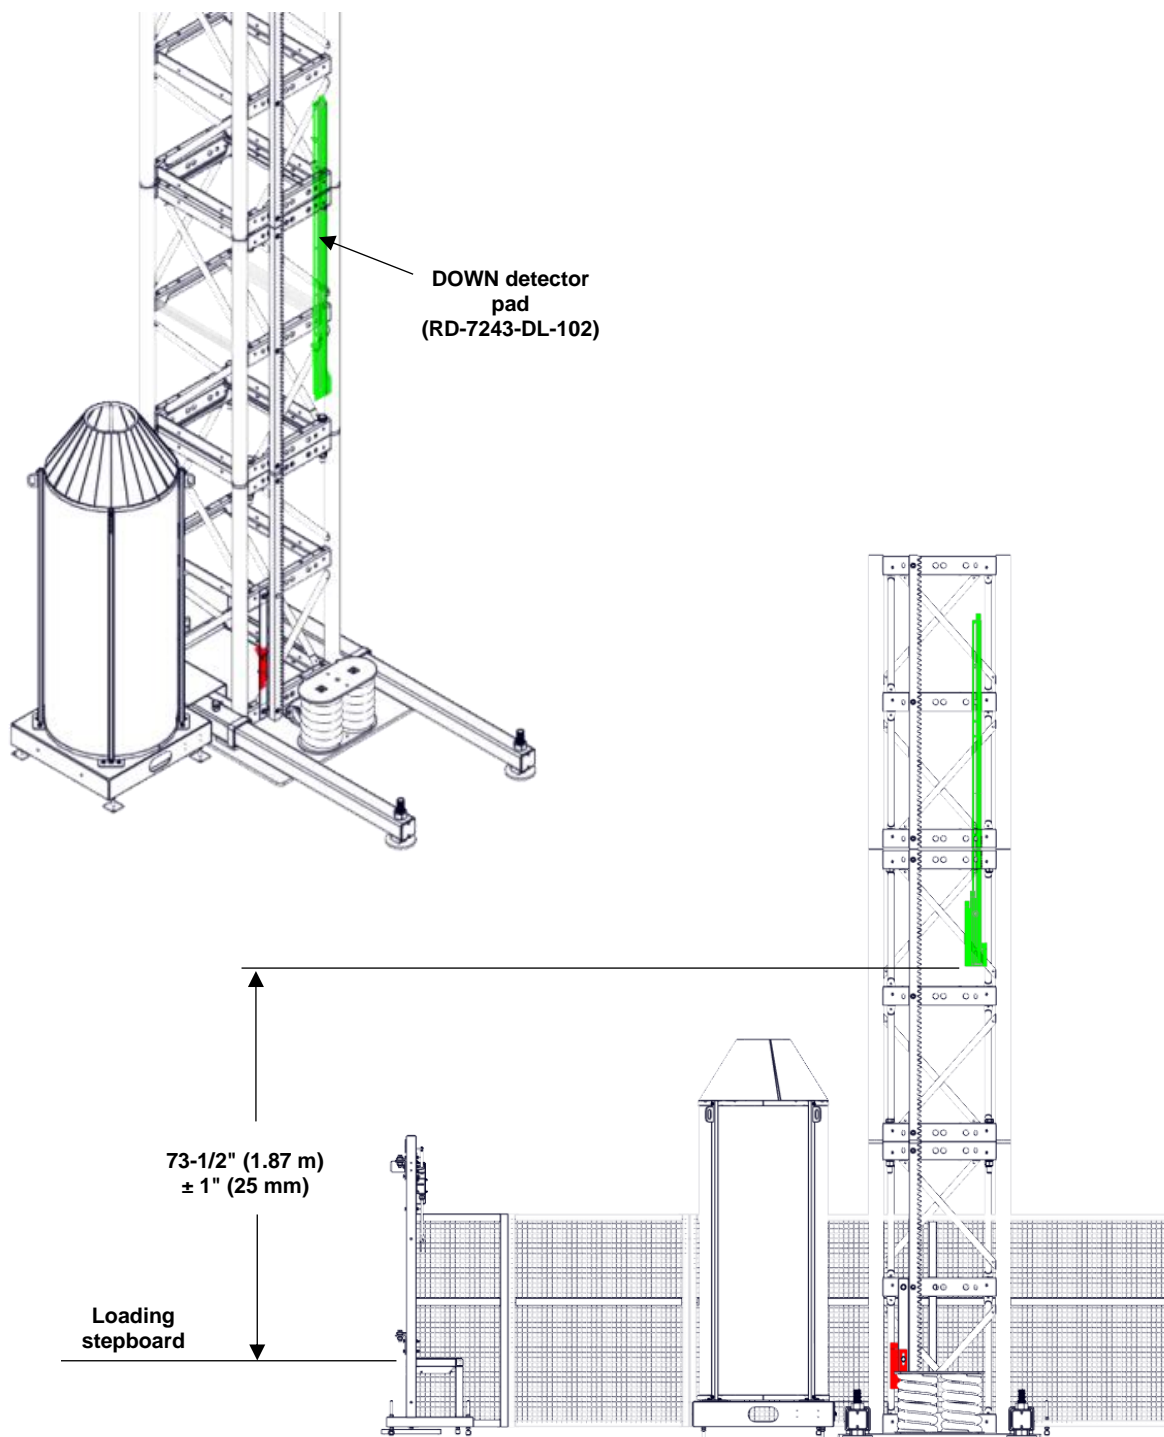 DOWN detector
pad
(RD-7243-DL-102)
73-1/2" (1.87 m)
± 1" (25 mm)
Loading
stepboard